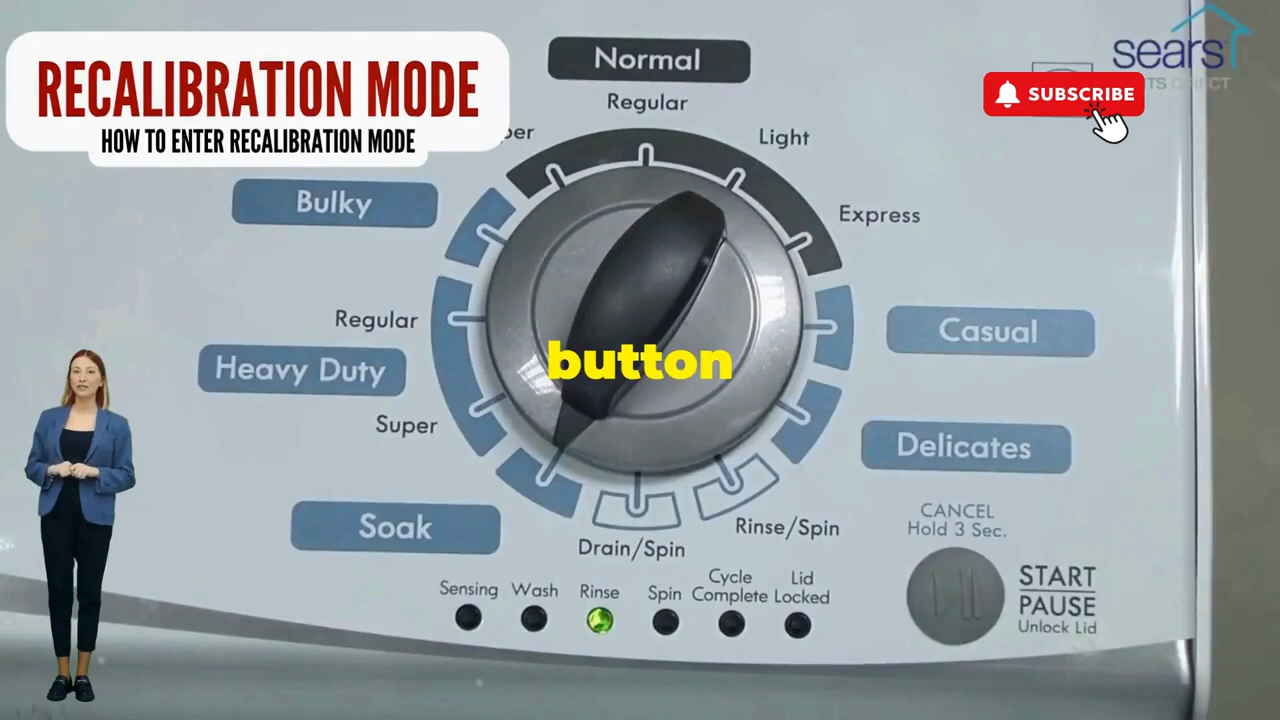 sears
RECALIBRATION MODE
HOW TO ENTER RECALIBRATION MODE
SUBSCRIBE
DIRECT
Normal
Regular
Light
Express
Bulky
Regular
Heavy Duty
Super
Casual
Delicates
button
Soak
Drain/Spin
Rinse/Spin
CANCEL
Hold 3 Sec.
Sensing
Wash
Rinse
Spin
Cycle
Complete
Lid
Locked
START
PAUSE
Unlock Lid